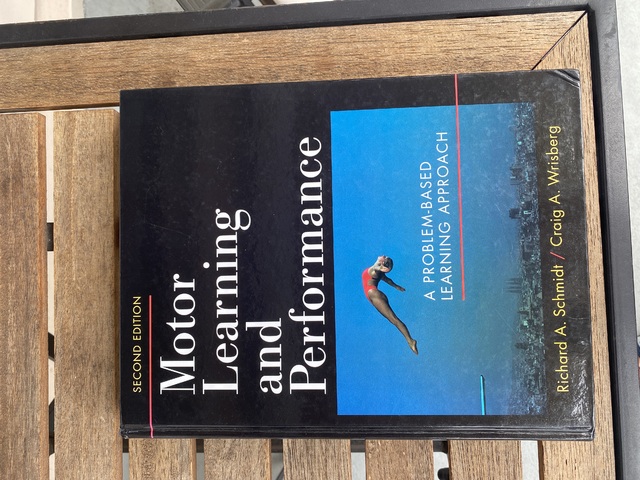 SECOND EDITION
Motor
Learning
and
Performance
A PROBLEM-BASED
LEARNING APPROACH
Richard A. Schmidt / Craig A. Wrisberg